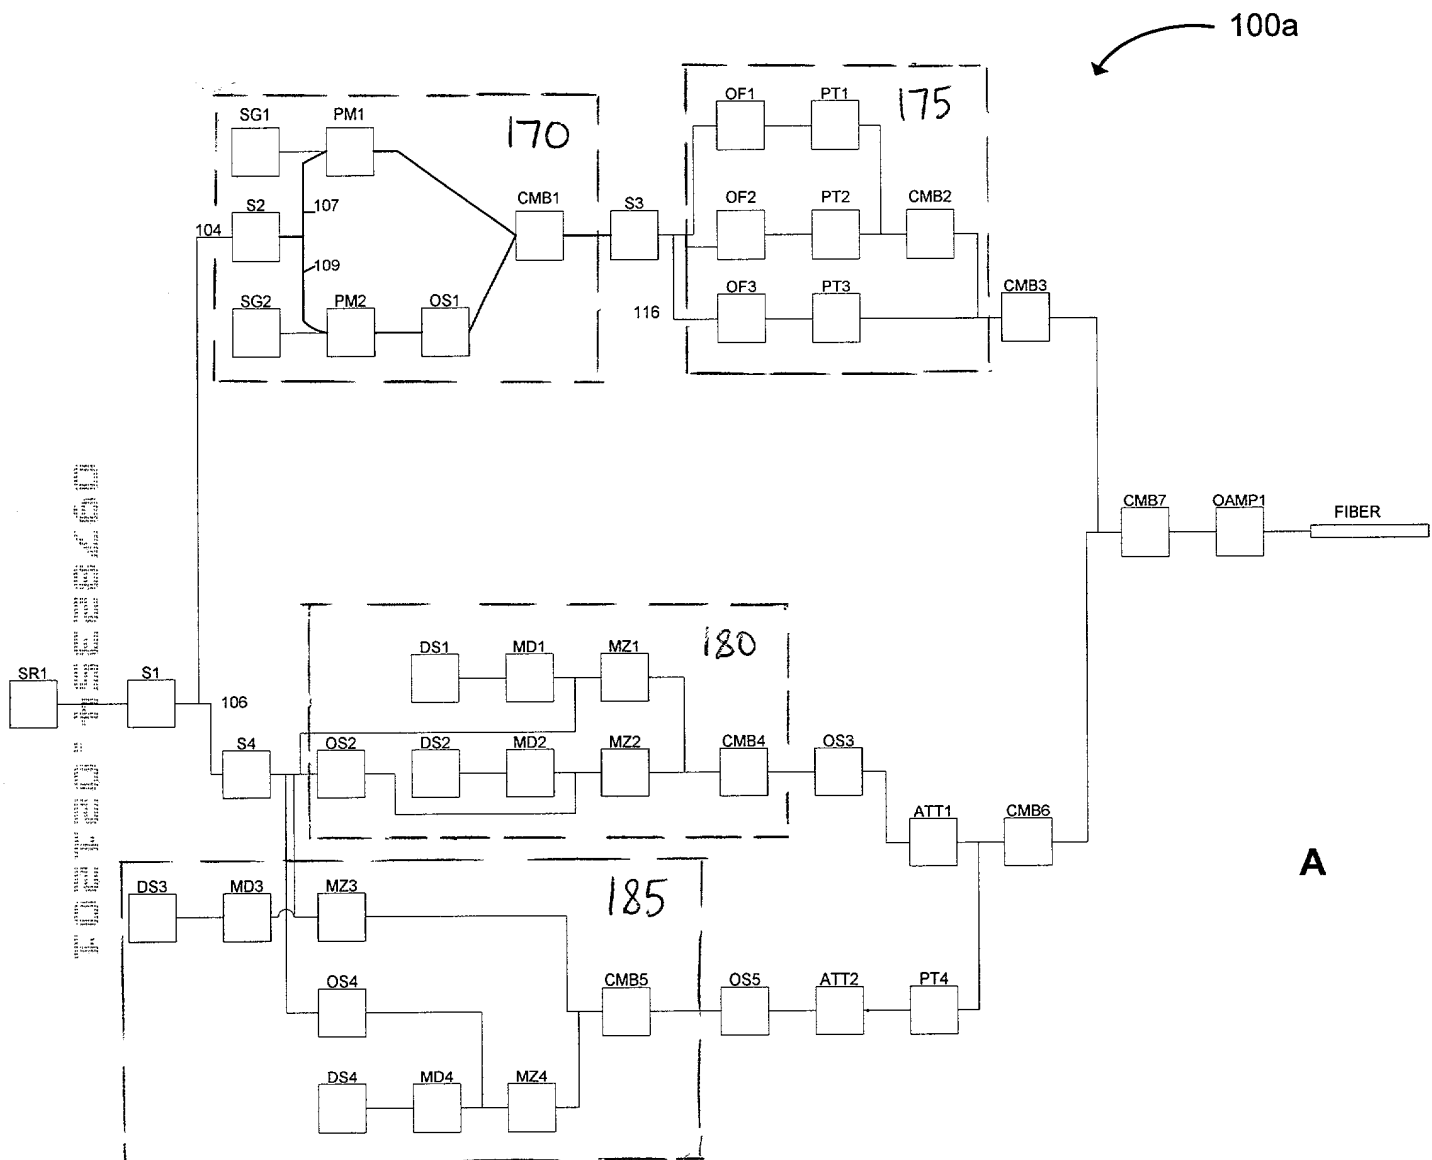 100a
175
OF1 PT1
SG1 PM1
170
CMB1 S3
OF2 PT2 CMB2
104 S2
107
109
SG2 PM2 OS1
116
OF3 PT3
CMB3
CMB7 OAMP1 FIBER
180
DS1 MD1 MZ1
SR1 S1
106
S4 OS2 DS2 MD2 MZ2 CMB4 OS3
ATT1 CMB6
A
185
DS3 MD3 MZ3
OS4 CMB5 OS5 ATT2 PT4
DS4 MD4 MZ4